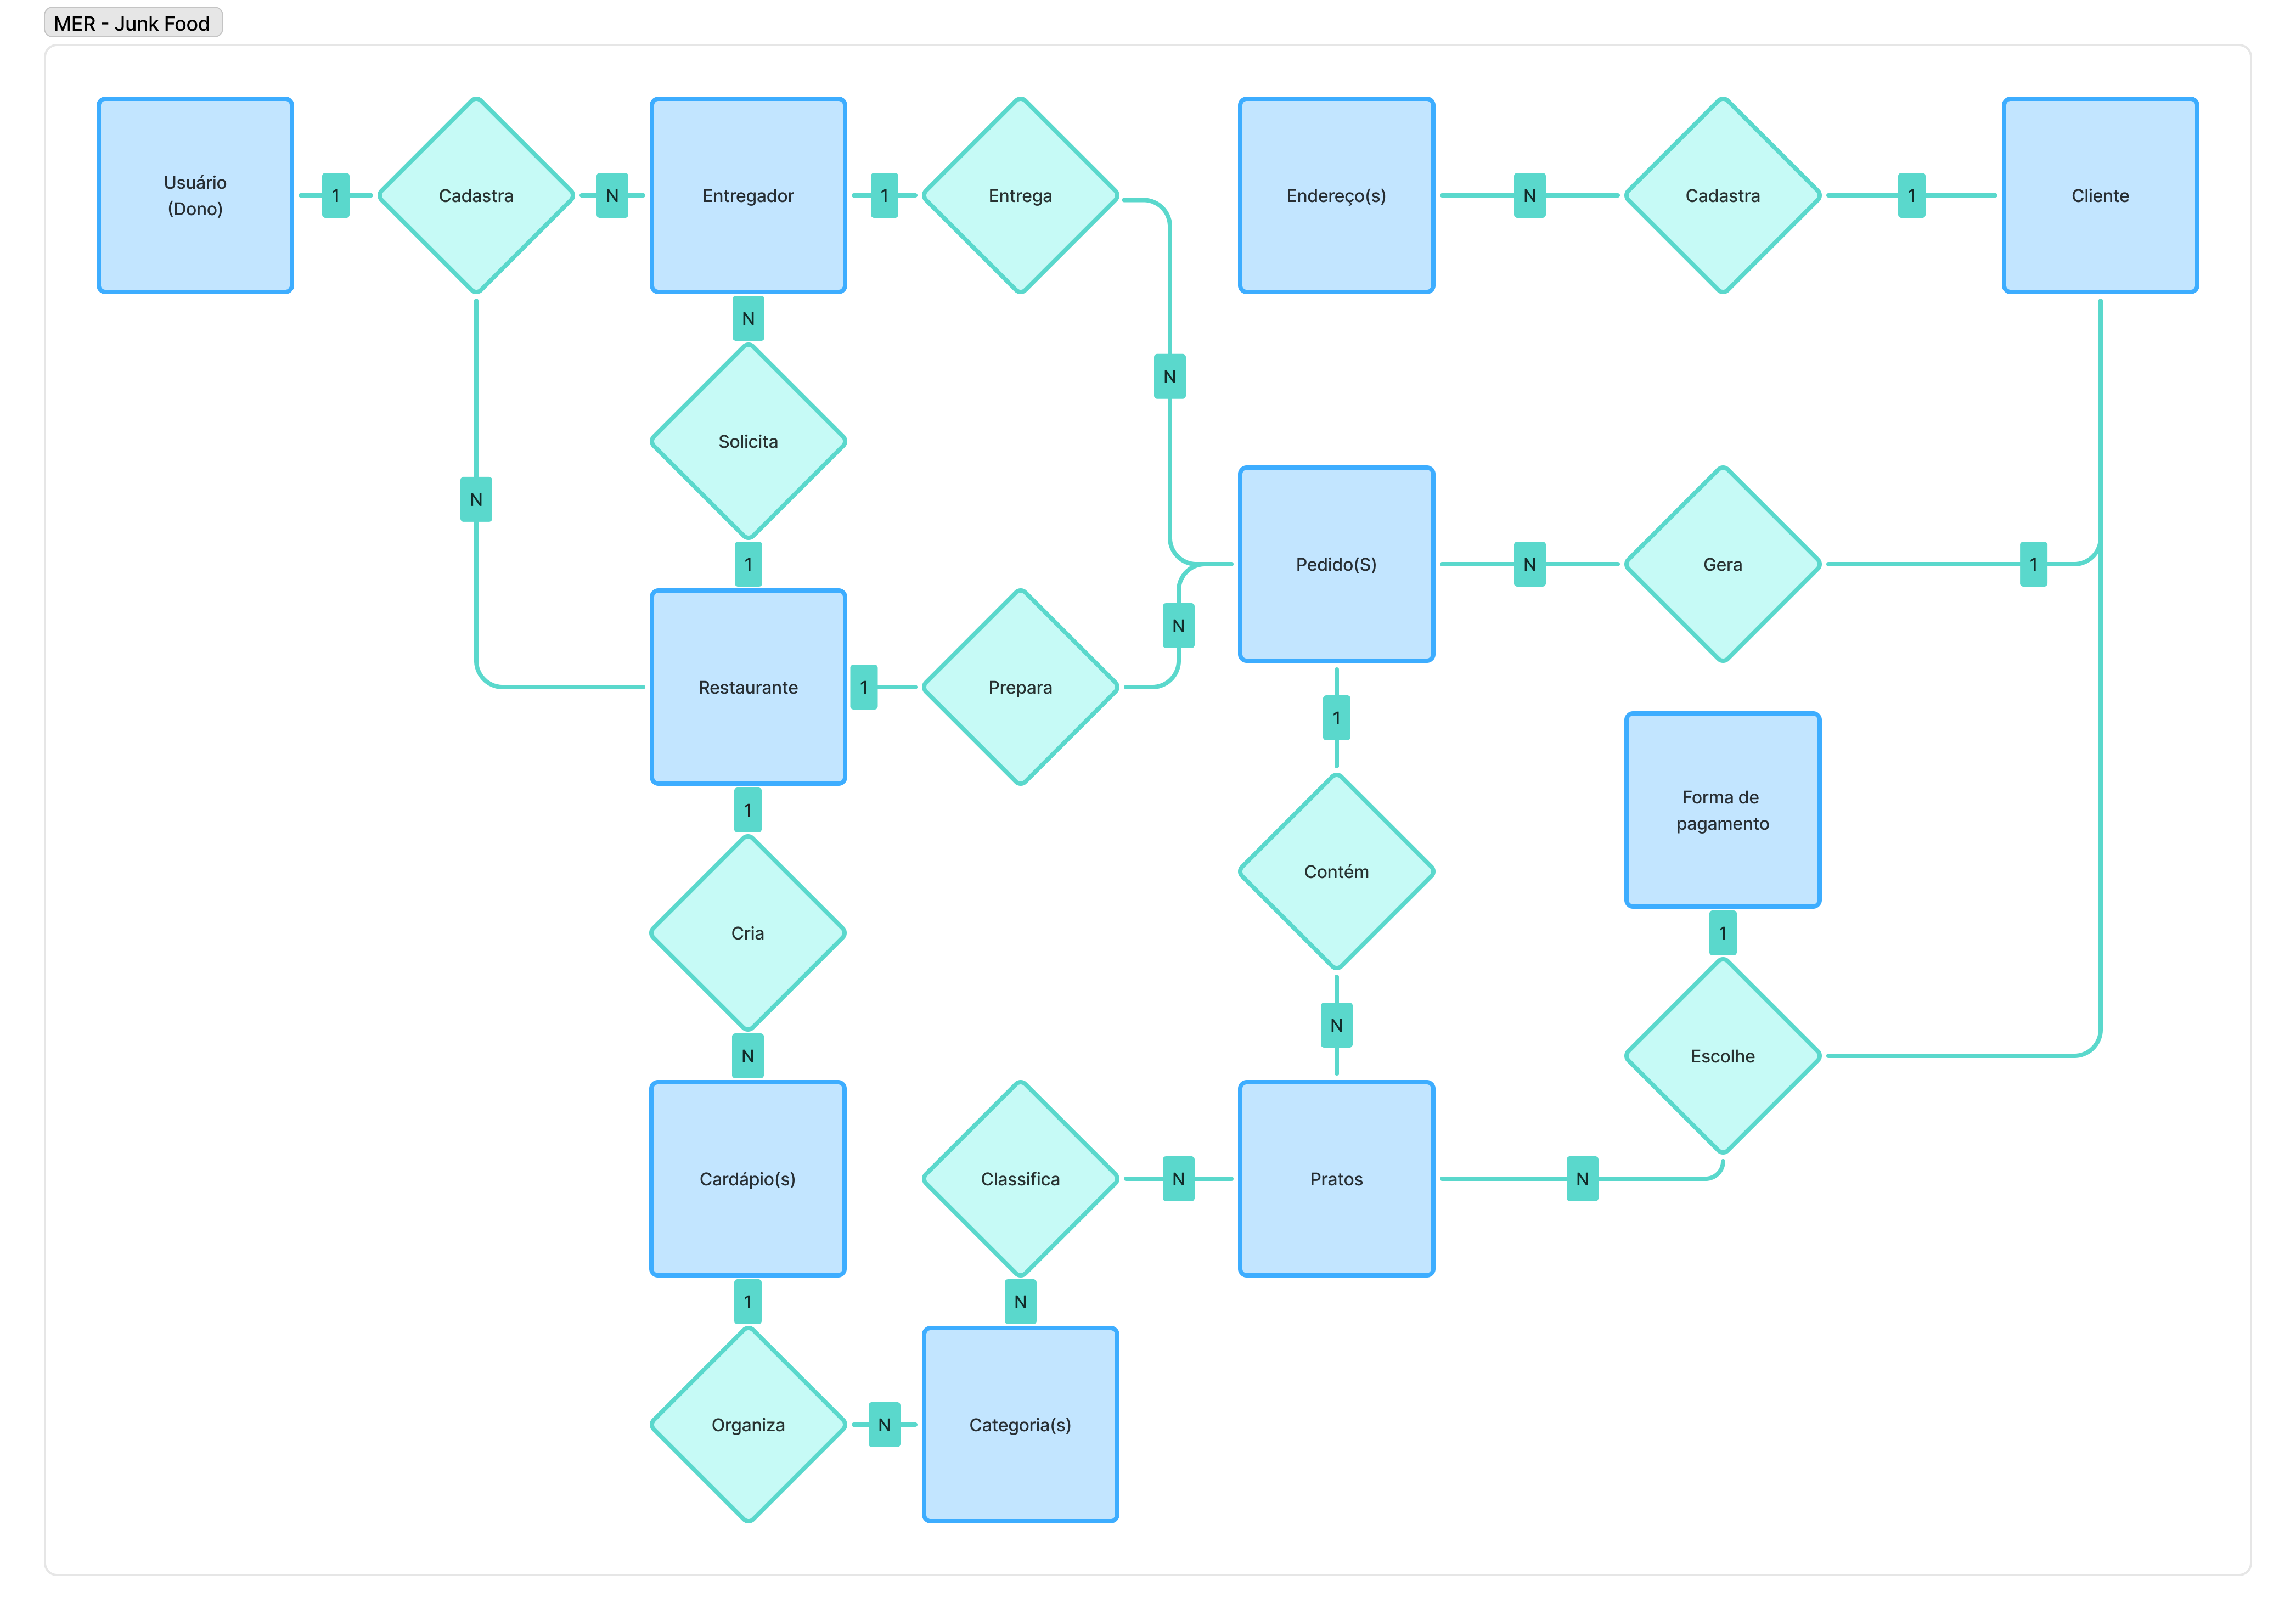 MER - Junk Food
Usuário
(Dono)
1
Cadastra
N
Entregador
1
Entrega
Endereço(s)
N
Cadastra
1
Cliente
N
N
Solicita
N
1
Pedido(S)
N
Gera
1
N
Restaurante
1
Prepara
1
Forma de
pagamento
1
Contém
1
Cria
N
N
Escolhe
Cardápio(s)
Classifica
N
Pratos
N
1
N
Organiza
N
Categoria(s)